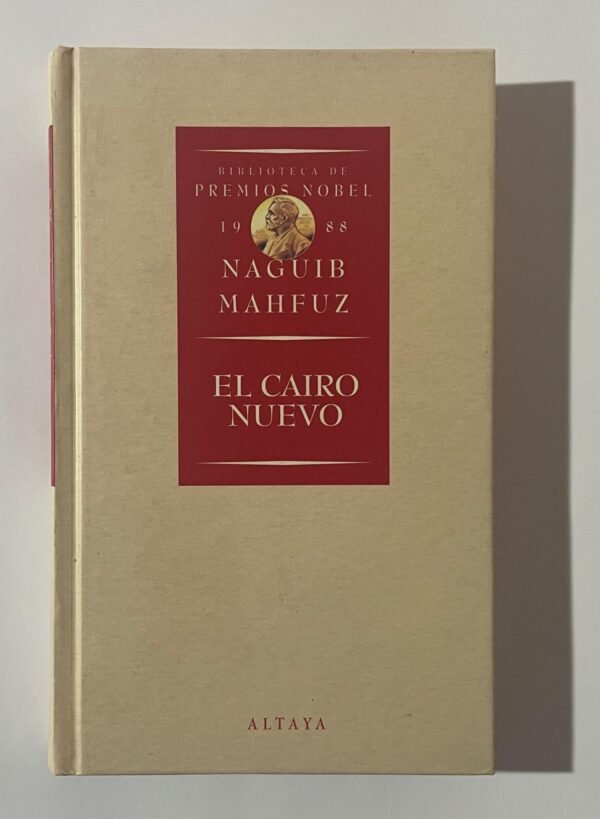 BIBLIOTECA DE
PREMIOS NOBEL
19 88
NAGUIB
MAHFUZ
EL CAIRO
NUEVO
ALTAYA